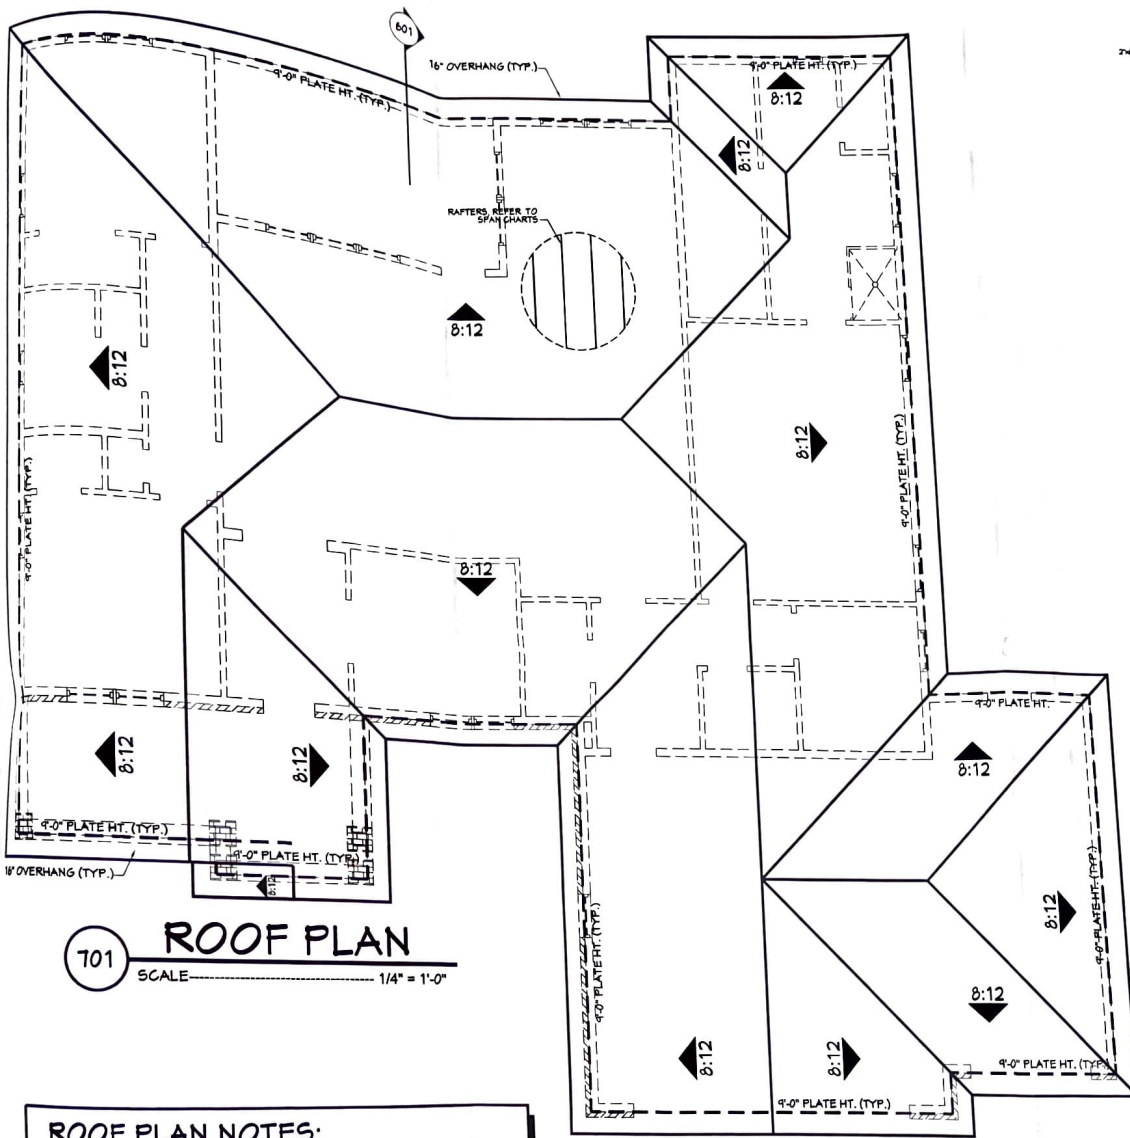 601
16" OVERHANG (TYP.)
9'-0" PLATE HT. (TYP.)
9'-0" PLATE HT. (TYP.)
8:12
8:12
RAFTERS, REFER TO
SPAN CHARTS
8:12
8:12
8:12
9'-0" PLATE HT. (TYP.)
9'-0" PLATE HT. (TYP.)
8:12
9'-0" PLATE HT.
8:12
8:12
8:12
9'-0" PLATE HT. (TYP.)
9'-0" PLATE HT. (TYP.)
16" OVERHANG (TYP.)
8:12
8:12
9'-0" PLATE HT. (TYP.)
9'-0" PLATE HT. (TYP.)
8:12
701
ROOF PLAN
SCALE 1/4" = 1'-0"
8:12
8:12
8:12
9'-0" PLATE HT. (TYP.)
9'-0" PLATE HT. (TYP.)
ROOF PLAN NOTES: